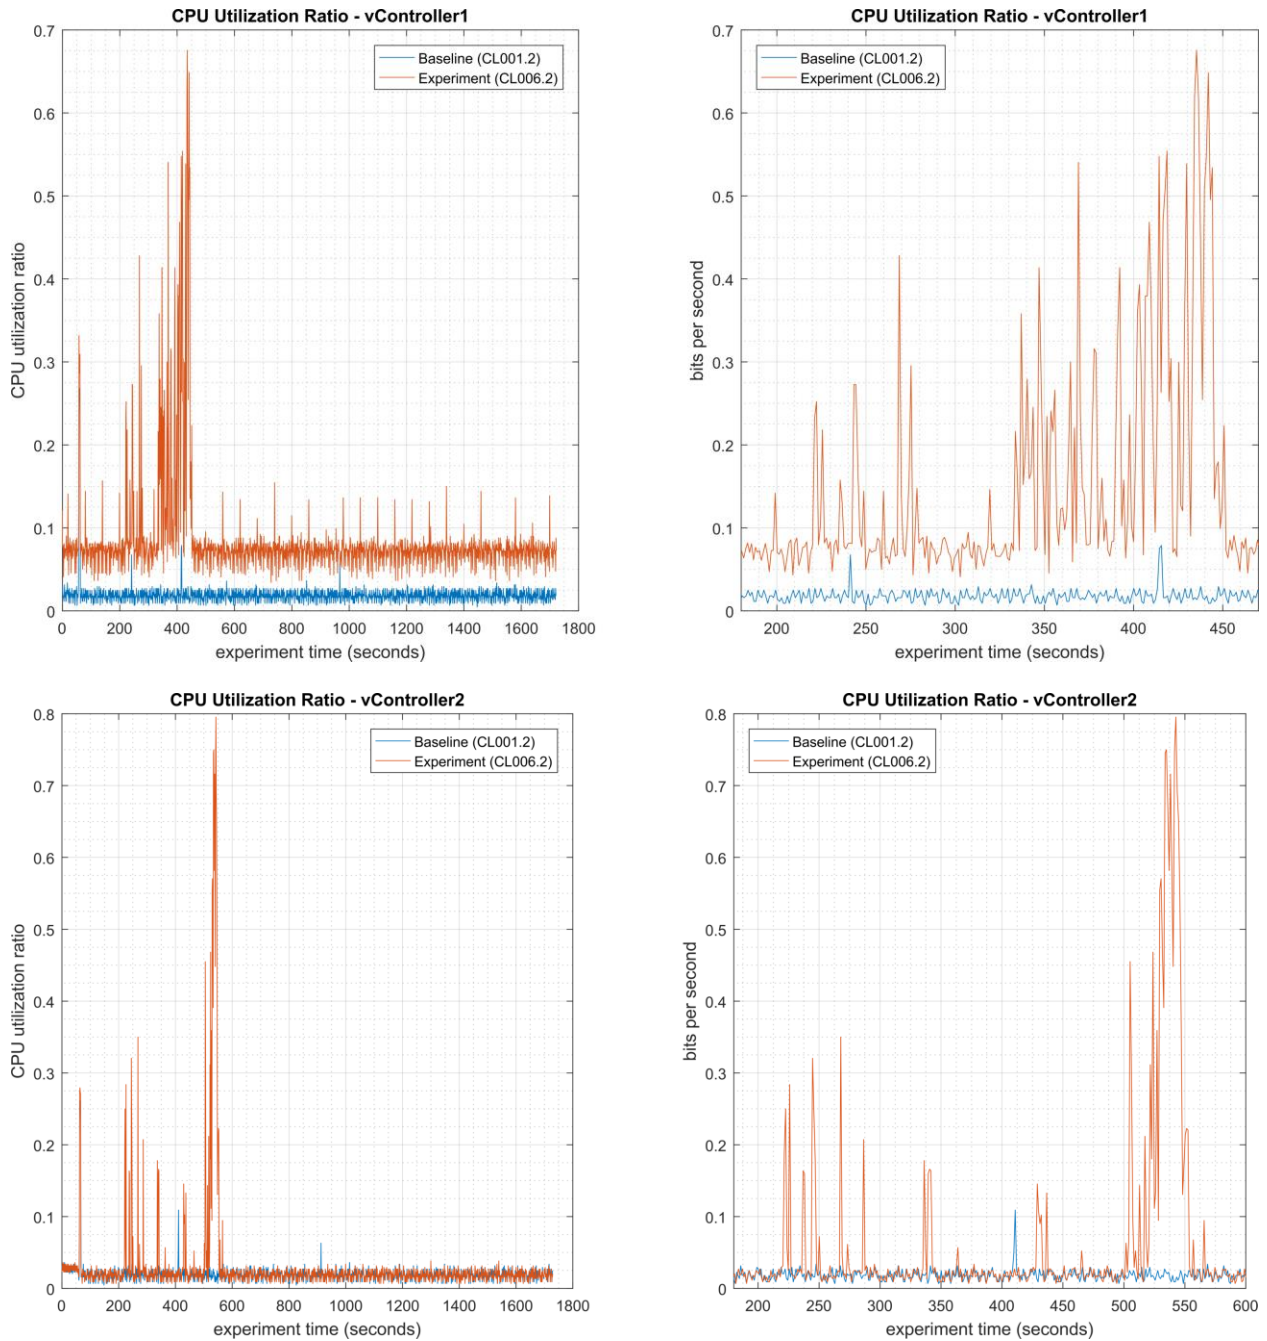 CPU Utilization Ratio - vController1
Baseline (CL001.2)
Experiment (CL006.2)
CPU utilization ratio
0.7
0.6
0.5
0.4
0.3
0.2
0.1
0
0 200 400 600 800 1000 1200 1400 1600 1800
experiment time (seconds)
CPU Utilization Ratio - vController1
Baseline (CL001.2)
Experiment (CL006.2)
bits per second
0.7
0.6
0.5
0.4
0.3
0.2
0.1
0
200 250 300 350 400 450
experiment time (seconds)
CPU Utilization Ratio - vController2
Baseline (CL001.2)
Experiment (CL006.2)
CPU utilization ratio
0.8
0.7
0.6
0.5
0.4
0.3
0.2
0.1
0
0 200 400 600 800 1000 1200 1400 1600 1800
experiment time (seconds)
CPU Utilization Ratio - vController2
Baseline (CL001.2)
Experiment (CL006.2)
bits per second
0.8
0.7
0.6
0.5
0.4
0.3
0.2
0.1
0
200 250 300 350 400 450 500 550 600
experiment time (seconds)